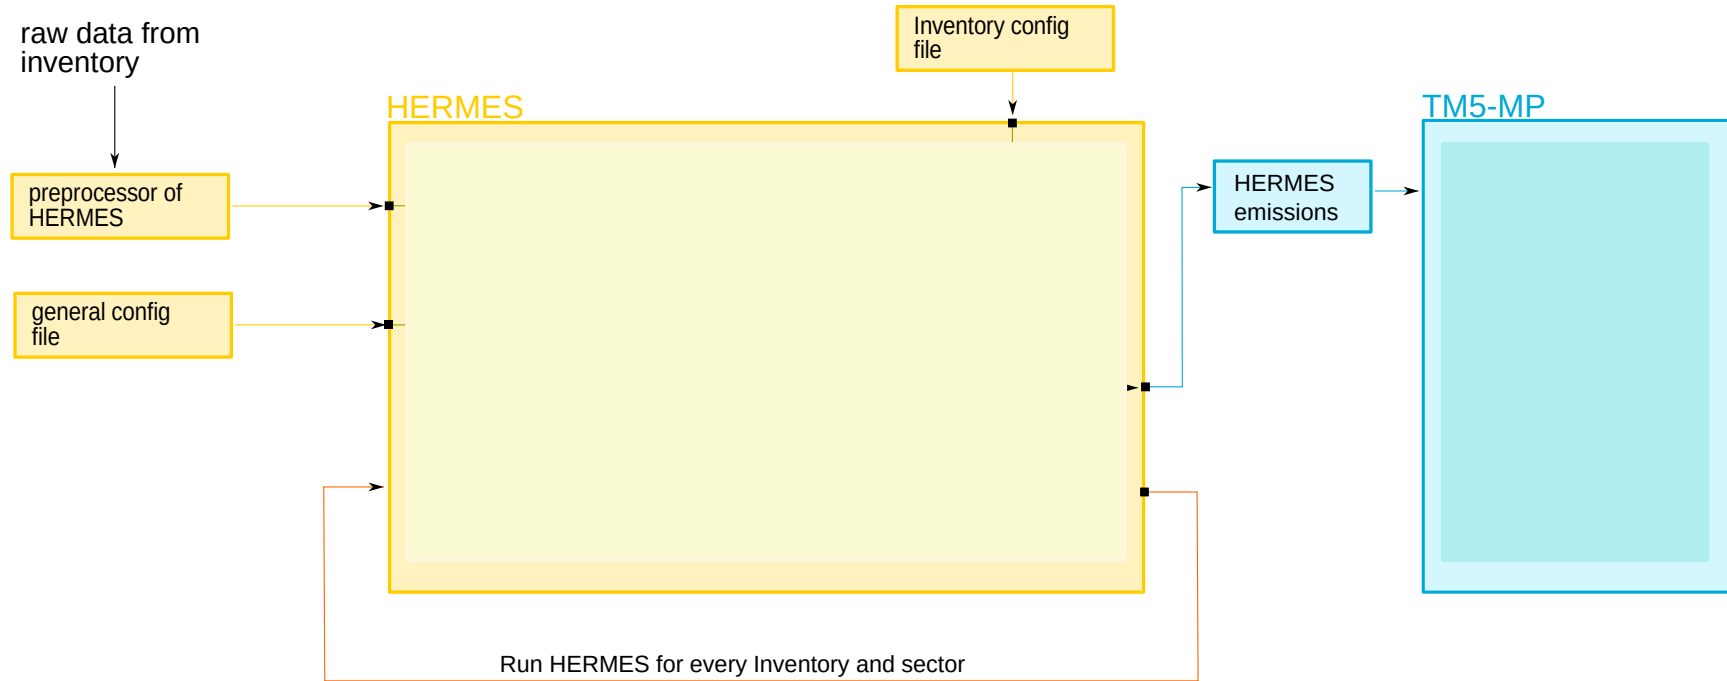 raw data from
inventory
Inventory config
file
HERMES
TM5-MP
preprocessor of
HERMES
HERMES
emissions
general config
file
Run HERMES for every Inventory and sector